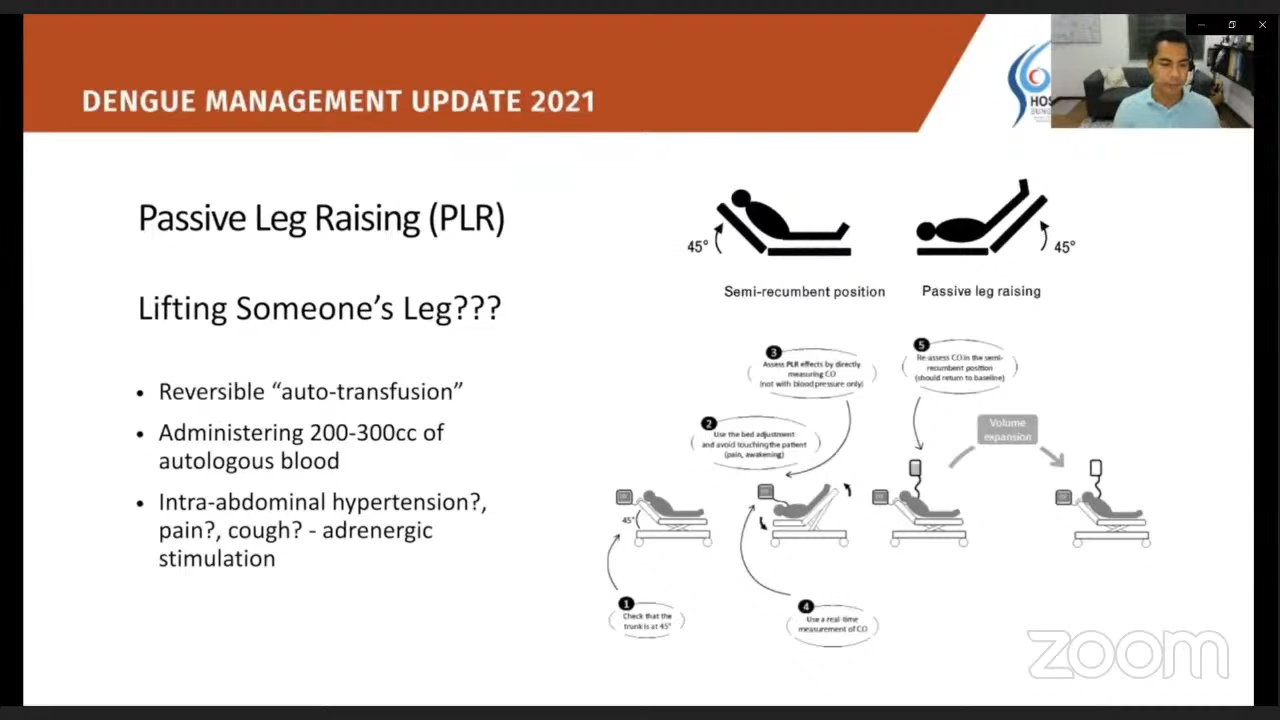 DENGUE MANAGEMENT UPDATE 2021
Passive Leg Raising (PLR)
Lifting Someone's Leg???
• Reversible "auto-transfusion"
• Administering 200-300cc of
autologous blood
• Intra-abdominal hypertension?,
pain?, cough? - adrenergic
stimulation
45°
45°
Semi-recumbent position
Passive leg raising
3
Assess PLR effects by directly
measuring CO
(not with blood pressure only)
5
Re-assess CO in the semi-
recumbent position
(should return to baseline)
2
Use the bed adjustment
and avoid touching the patient
(pain, awakening)
Volume
expansion
45°
1
Check that the
trunk is at 45°
4
Use a real-time
measurement of CO
zoom